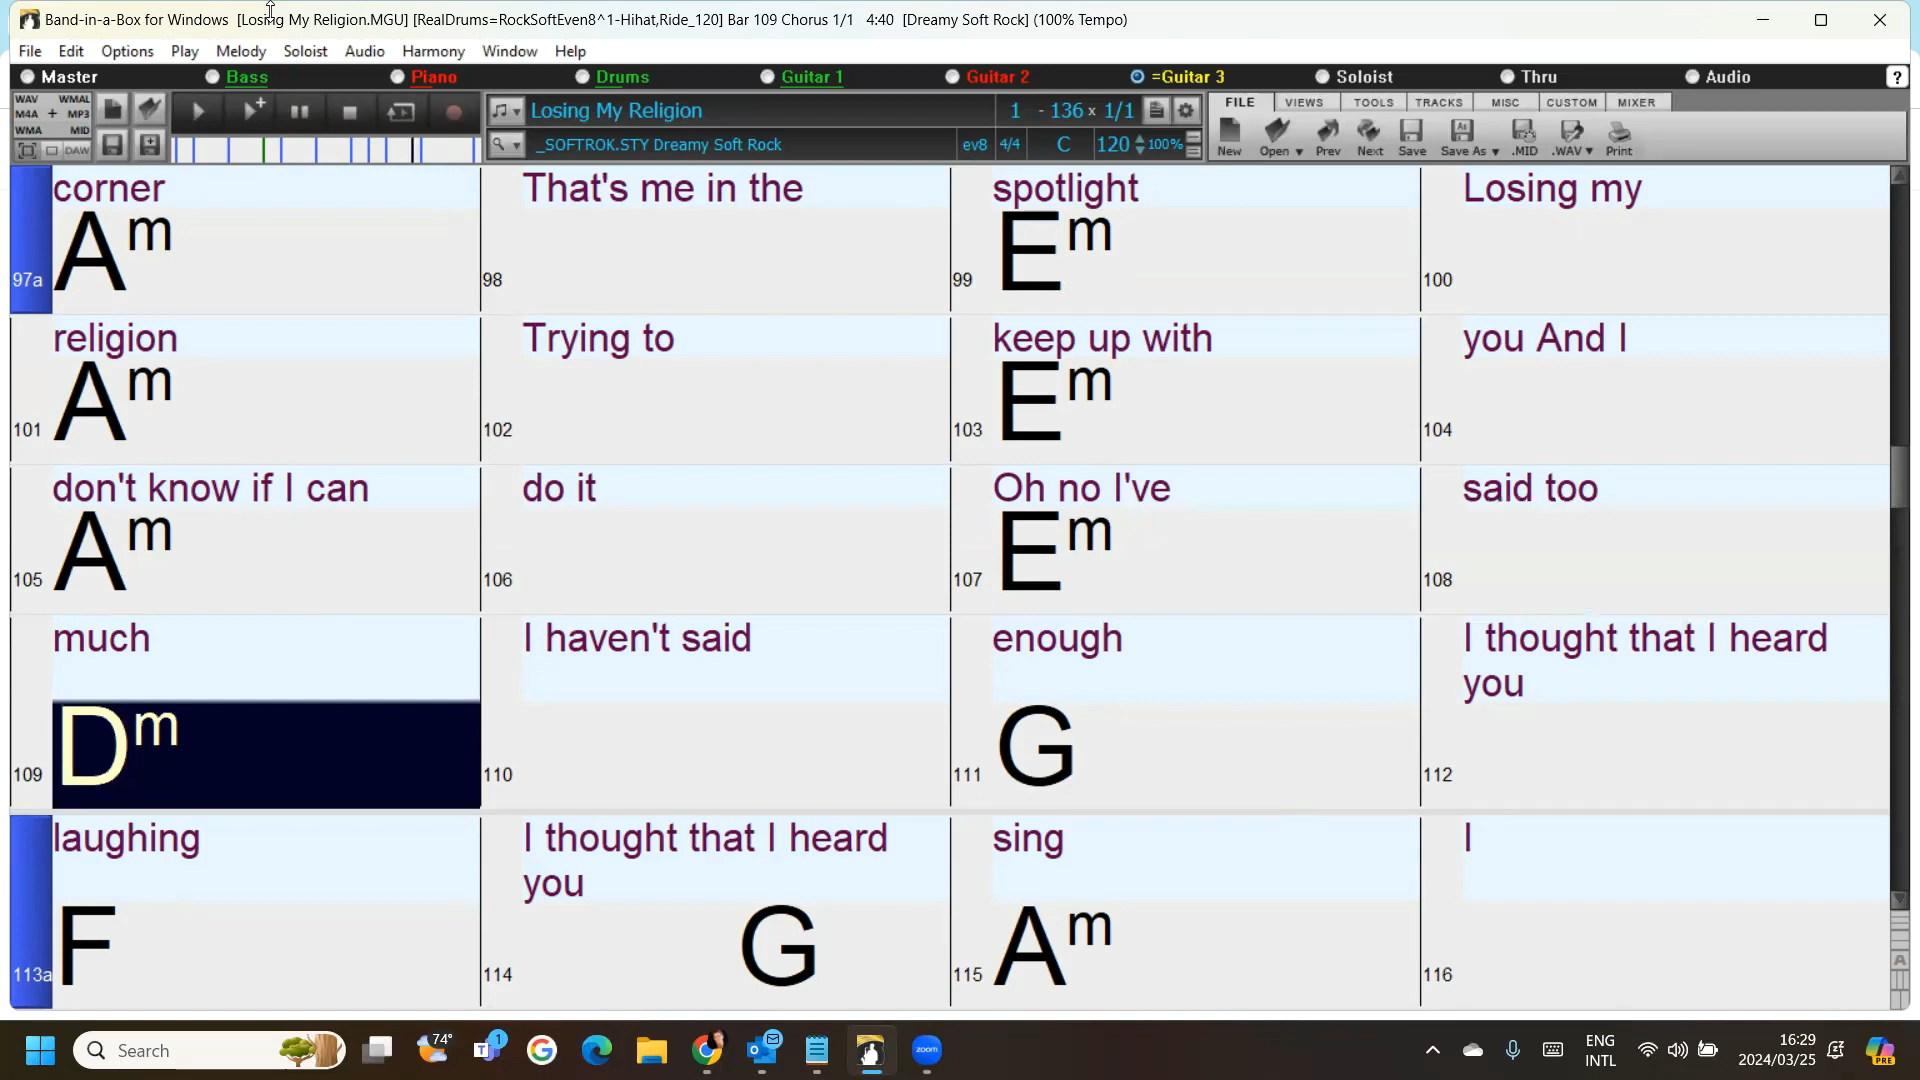 Band-in-a-Box for Windows [Losing My Religion.MGU] [RealDrums=RockSoftEven8^1-Hihat,Ride_120] Bar 109 Chorus 1/1 4:40 [Dreamy Soft Rock] (100% Tempo)
File Edit Options Play Melody Soloist Audio Harmony Window Help
Master Bass Piano Drums Guitar 1 Guitar 2 =Guitar 3 Soloist Thru Audio ?
WAV WMAL
M4A + MP3
WMA MID
DAW
Losing My Religion 1 - 136 x 1/1
_SOFTROK.STY Dreamy Soft Rock ev8 4/4 C 120 100%
FILE VIEWS TOOLS TRACKS MISC CUSTOM MIXER
New Open Prev Next Save Save As .MID .WAV Print
corner That's me in the spotlight Losing my
97a Am 98 99 Em 100
religion Trying to keep up with you And I
101 Am 102 103 Em 104
don't know if I can do it Oh no I've said too
105 Am 106 107 Em 108
much I haven't said enough I thought that I heard
you
109 Dm 110 111 G 112
laughing I thought that I heard sing I
you
113a F 114 G 115 Am 116
A
Search 74° 1 zoom ENG 16:29
INTL 2024/03/25 PRE